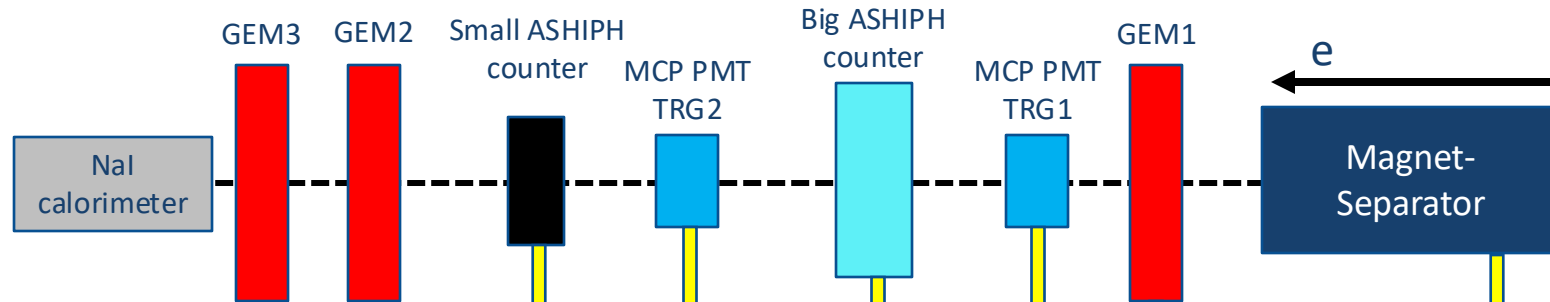 GEM3
GEM2
Small ASHIPH
counter
MCP PMT
TRG2
Big ASHIPH
counter
MCP PMT
TRG1
GEM1
e
NaI
calorimeter
Magnet-
Separator